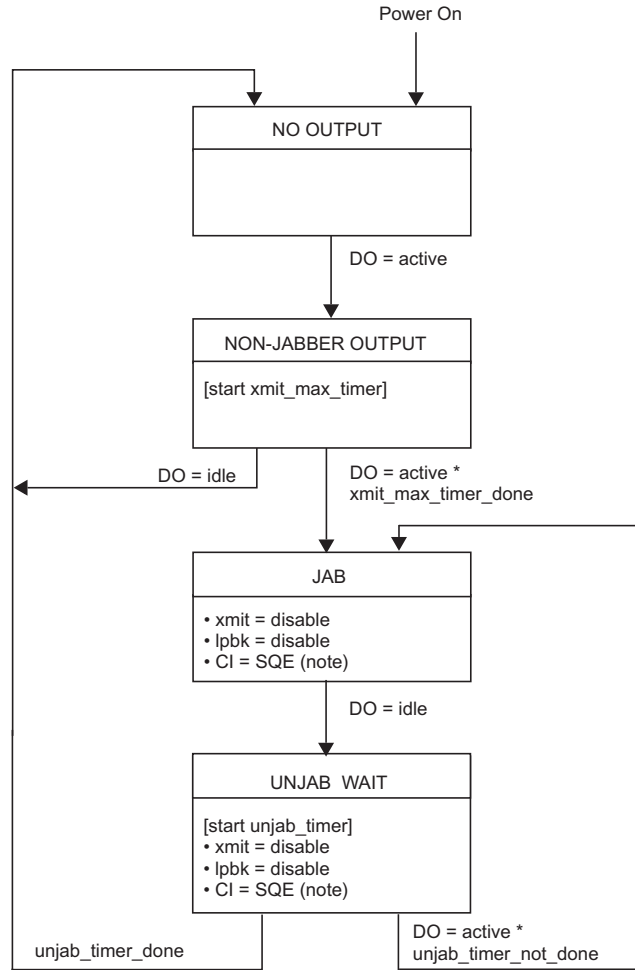 Power On
NO OUTPUT
DO = active
NON-JABBER OUTPUT
[start xmit_max_timer]
DO = idle
DO = active *
xmit_max_timer_done
JAB
• xmit = disable
• lpbk = disable
• CI = SQE (note)
DO = idle
UNJAB WAIT
[start unjab_timer]
• xmit = disable
• lpbk = disable
• CI = SQE (note)
unjab_timer_done
DO = active *
unjab_timer_not_done